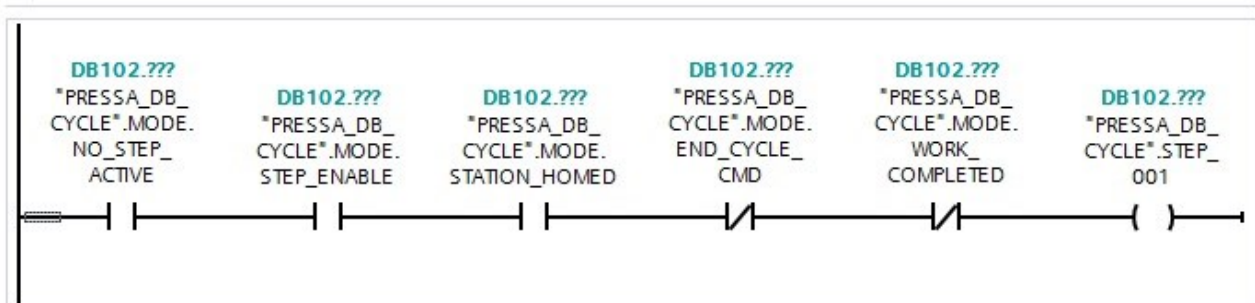 DB102.???
"PRESSA_DB_
CYCLE".MODE.
NO_STEP_
ACTIVE
DB102.???
"PRESSA_DB_
CYCLE".MODE.
STEP_ENABLE
DB102.???
"PRESSA_DB_
CYCLE".MODE.
STATION_HOMED
DB102.???
"PRESSA_DB_
CYCLE".MODE.
END_CYCLE_
CMD
DB102.???
"PRESSA_DB_
CYCLE".MODE.
WORK_
COMPLETED
DB102.???
"PRESSA_DB_
CYCLE".STEP_
001